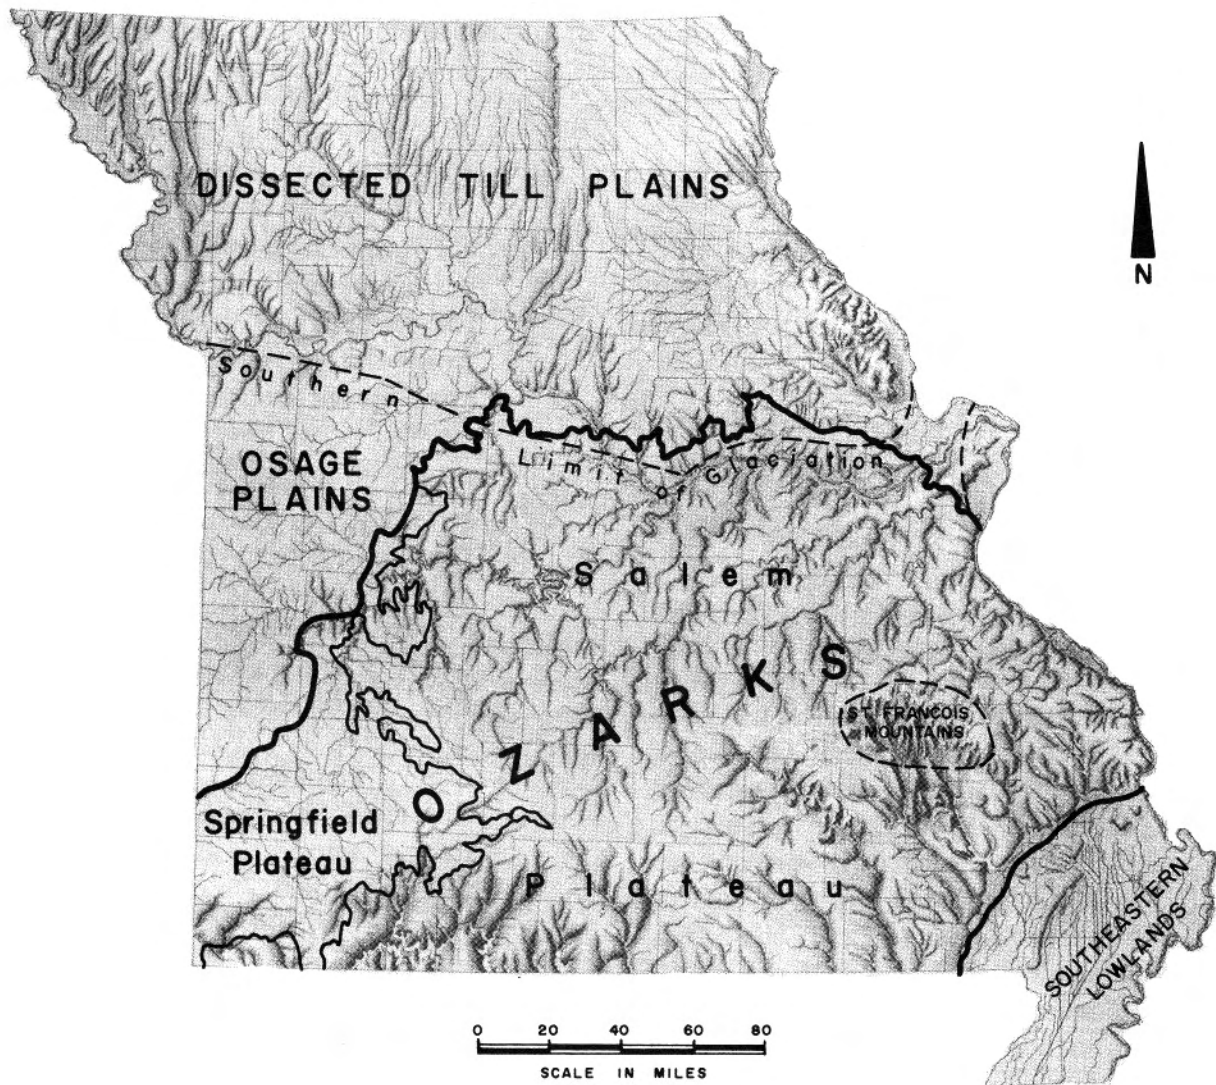 DISSECTED TILL PLAINS
N
Southern
Limit of Glaciation
OSAGE
PLAINS
Salem
OZARKS
ST. FRANCOIS
MOUNTAINS
Springfield
Plateau
Plateau
SOUTHEASTERN
LOWLANDS
0 20 40 60 80
SCALE IN MILES